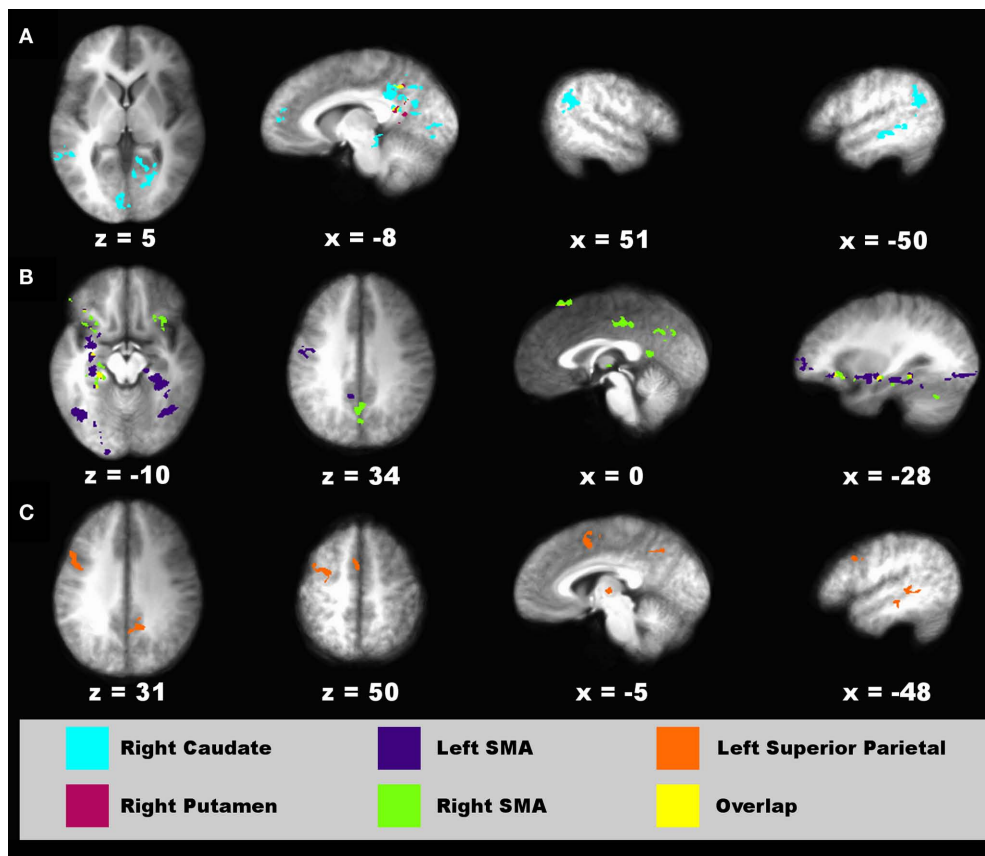 A
z = 5 x = -8 x = 51 x = -50
B
z = -10 z = 34 x = 0 x = -28
C
z = 31 z = 50 x = -5 x = -48
Right Caudate Left SMA Left Superior Parietal
Right Putamen Right SMA Overlap